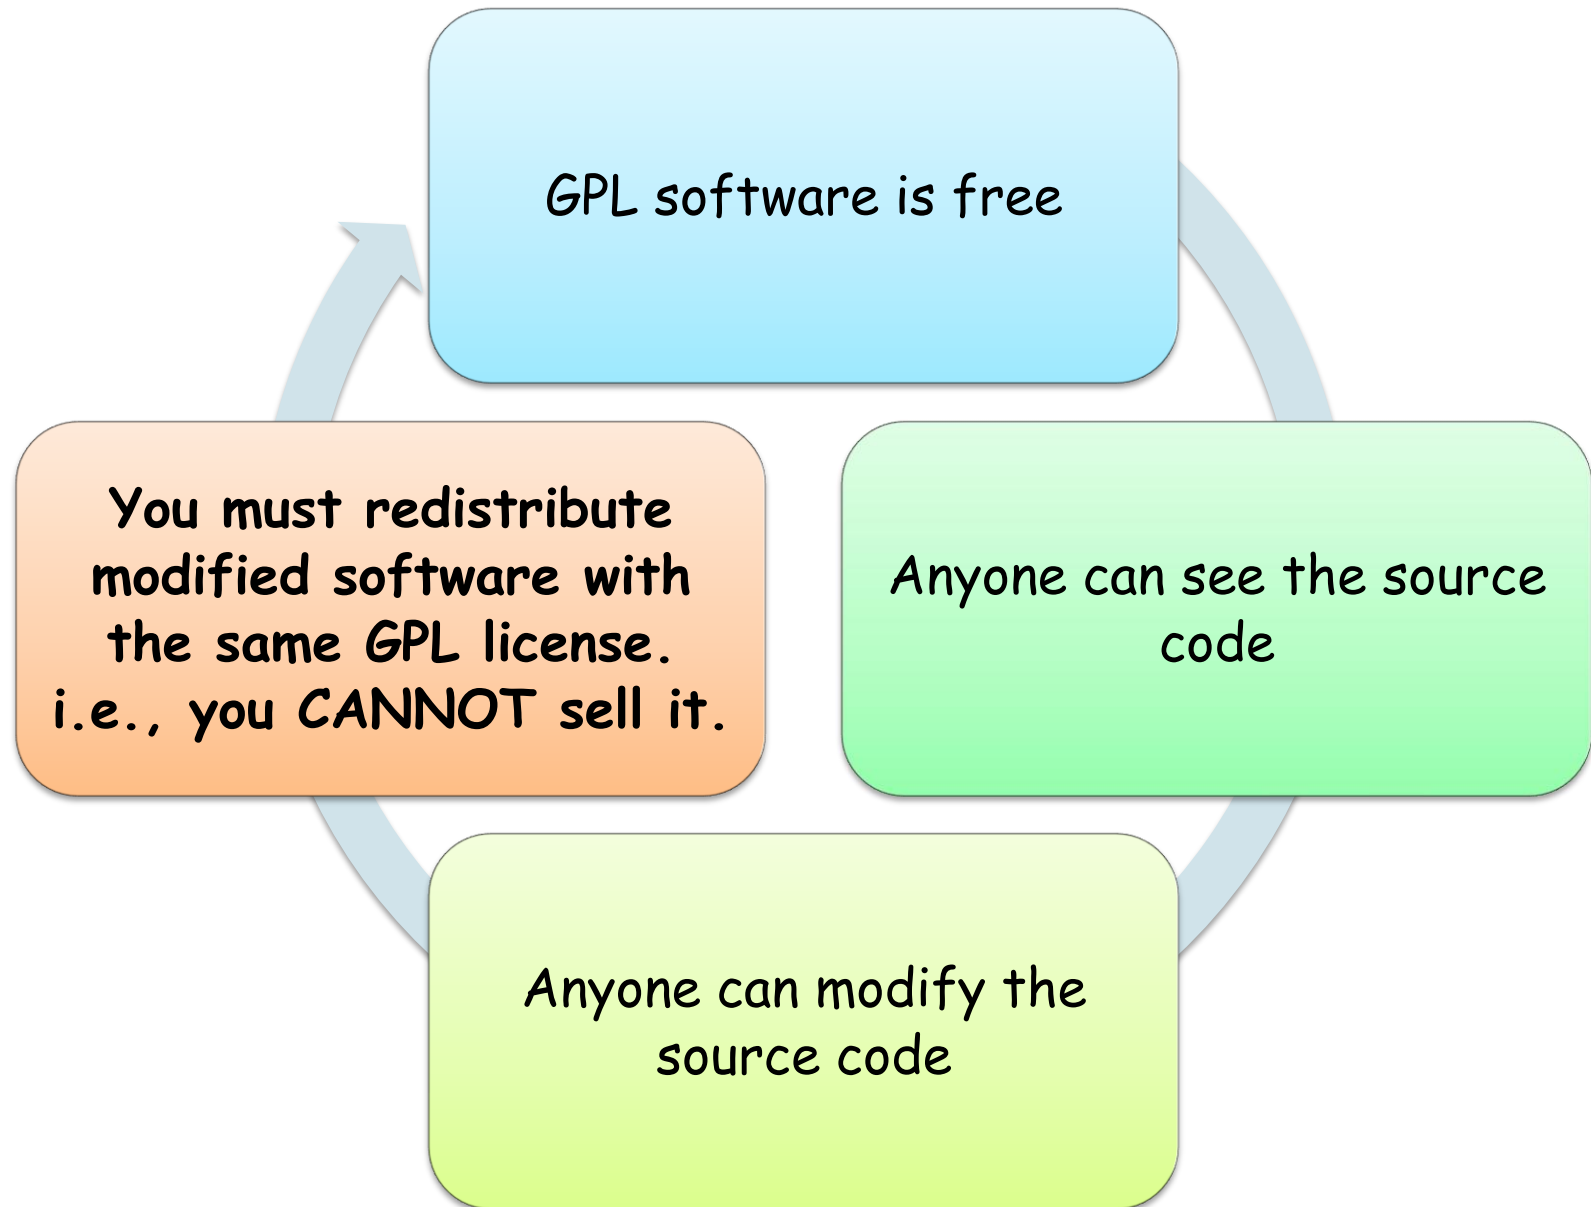 GPL software is free
Anyone can see the source
code
Anyone can modify the
source code
You must redistribute
modified software with
the same GPL license.
i.e., you CANNOT sell it.